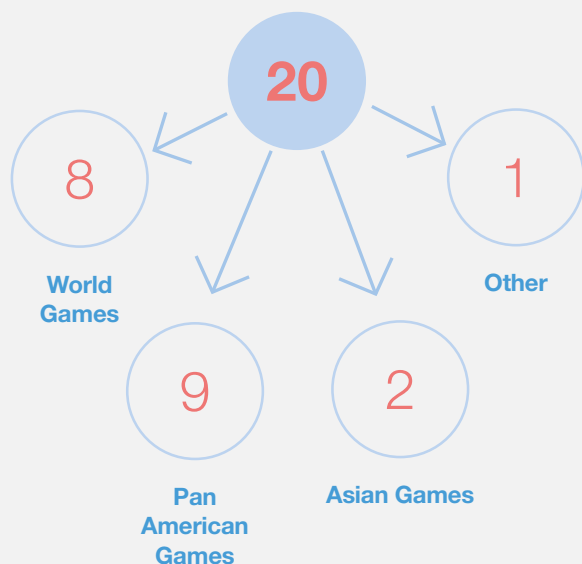 20
8
World
Games
9
Pan
American
Games
2
Asian Games
1
Other